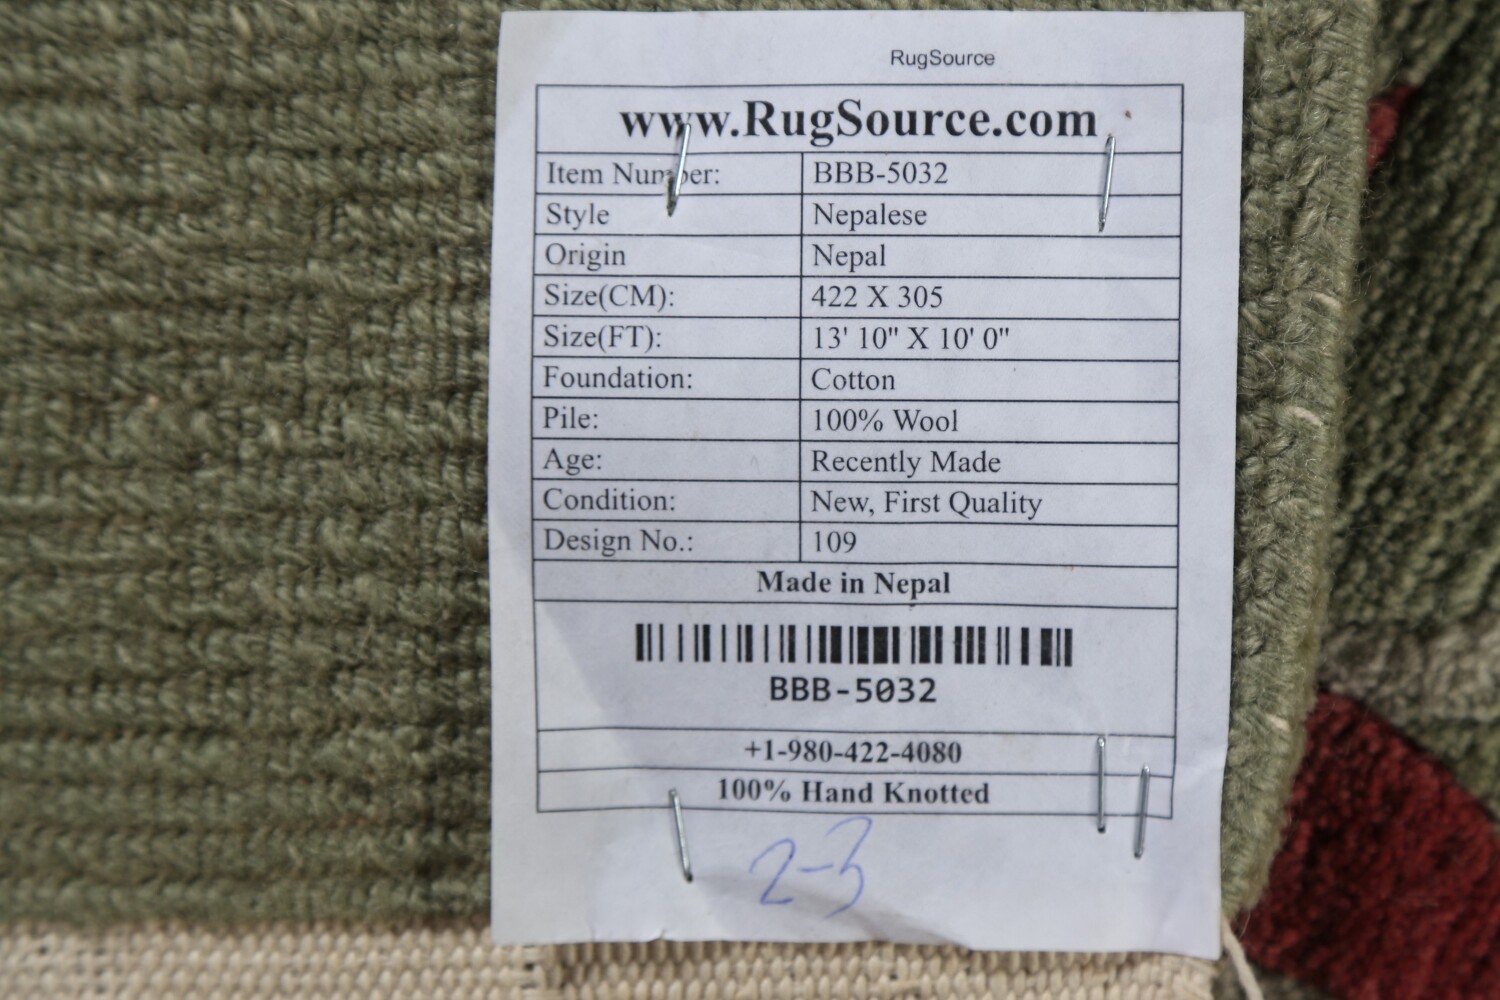 RugSource
www.RugSource.com
Item Number: BBB-5032
Style Nepalese
Origin Nepal
Size(CM): 422 X 305
Size(FT): 13' 10" X 10' 0"
Foundation: Cotton
Pile: 100% Wool
Age: Recently Made
Condition: New, First Quality
Design No.: 109
Made in Nepal
BBB-5032
+1-980-422-4080
100% Hand Knotted
2-3